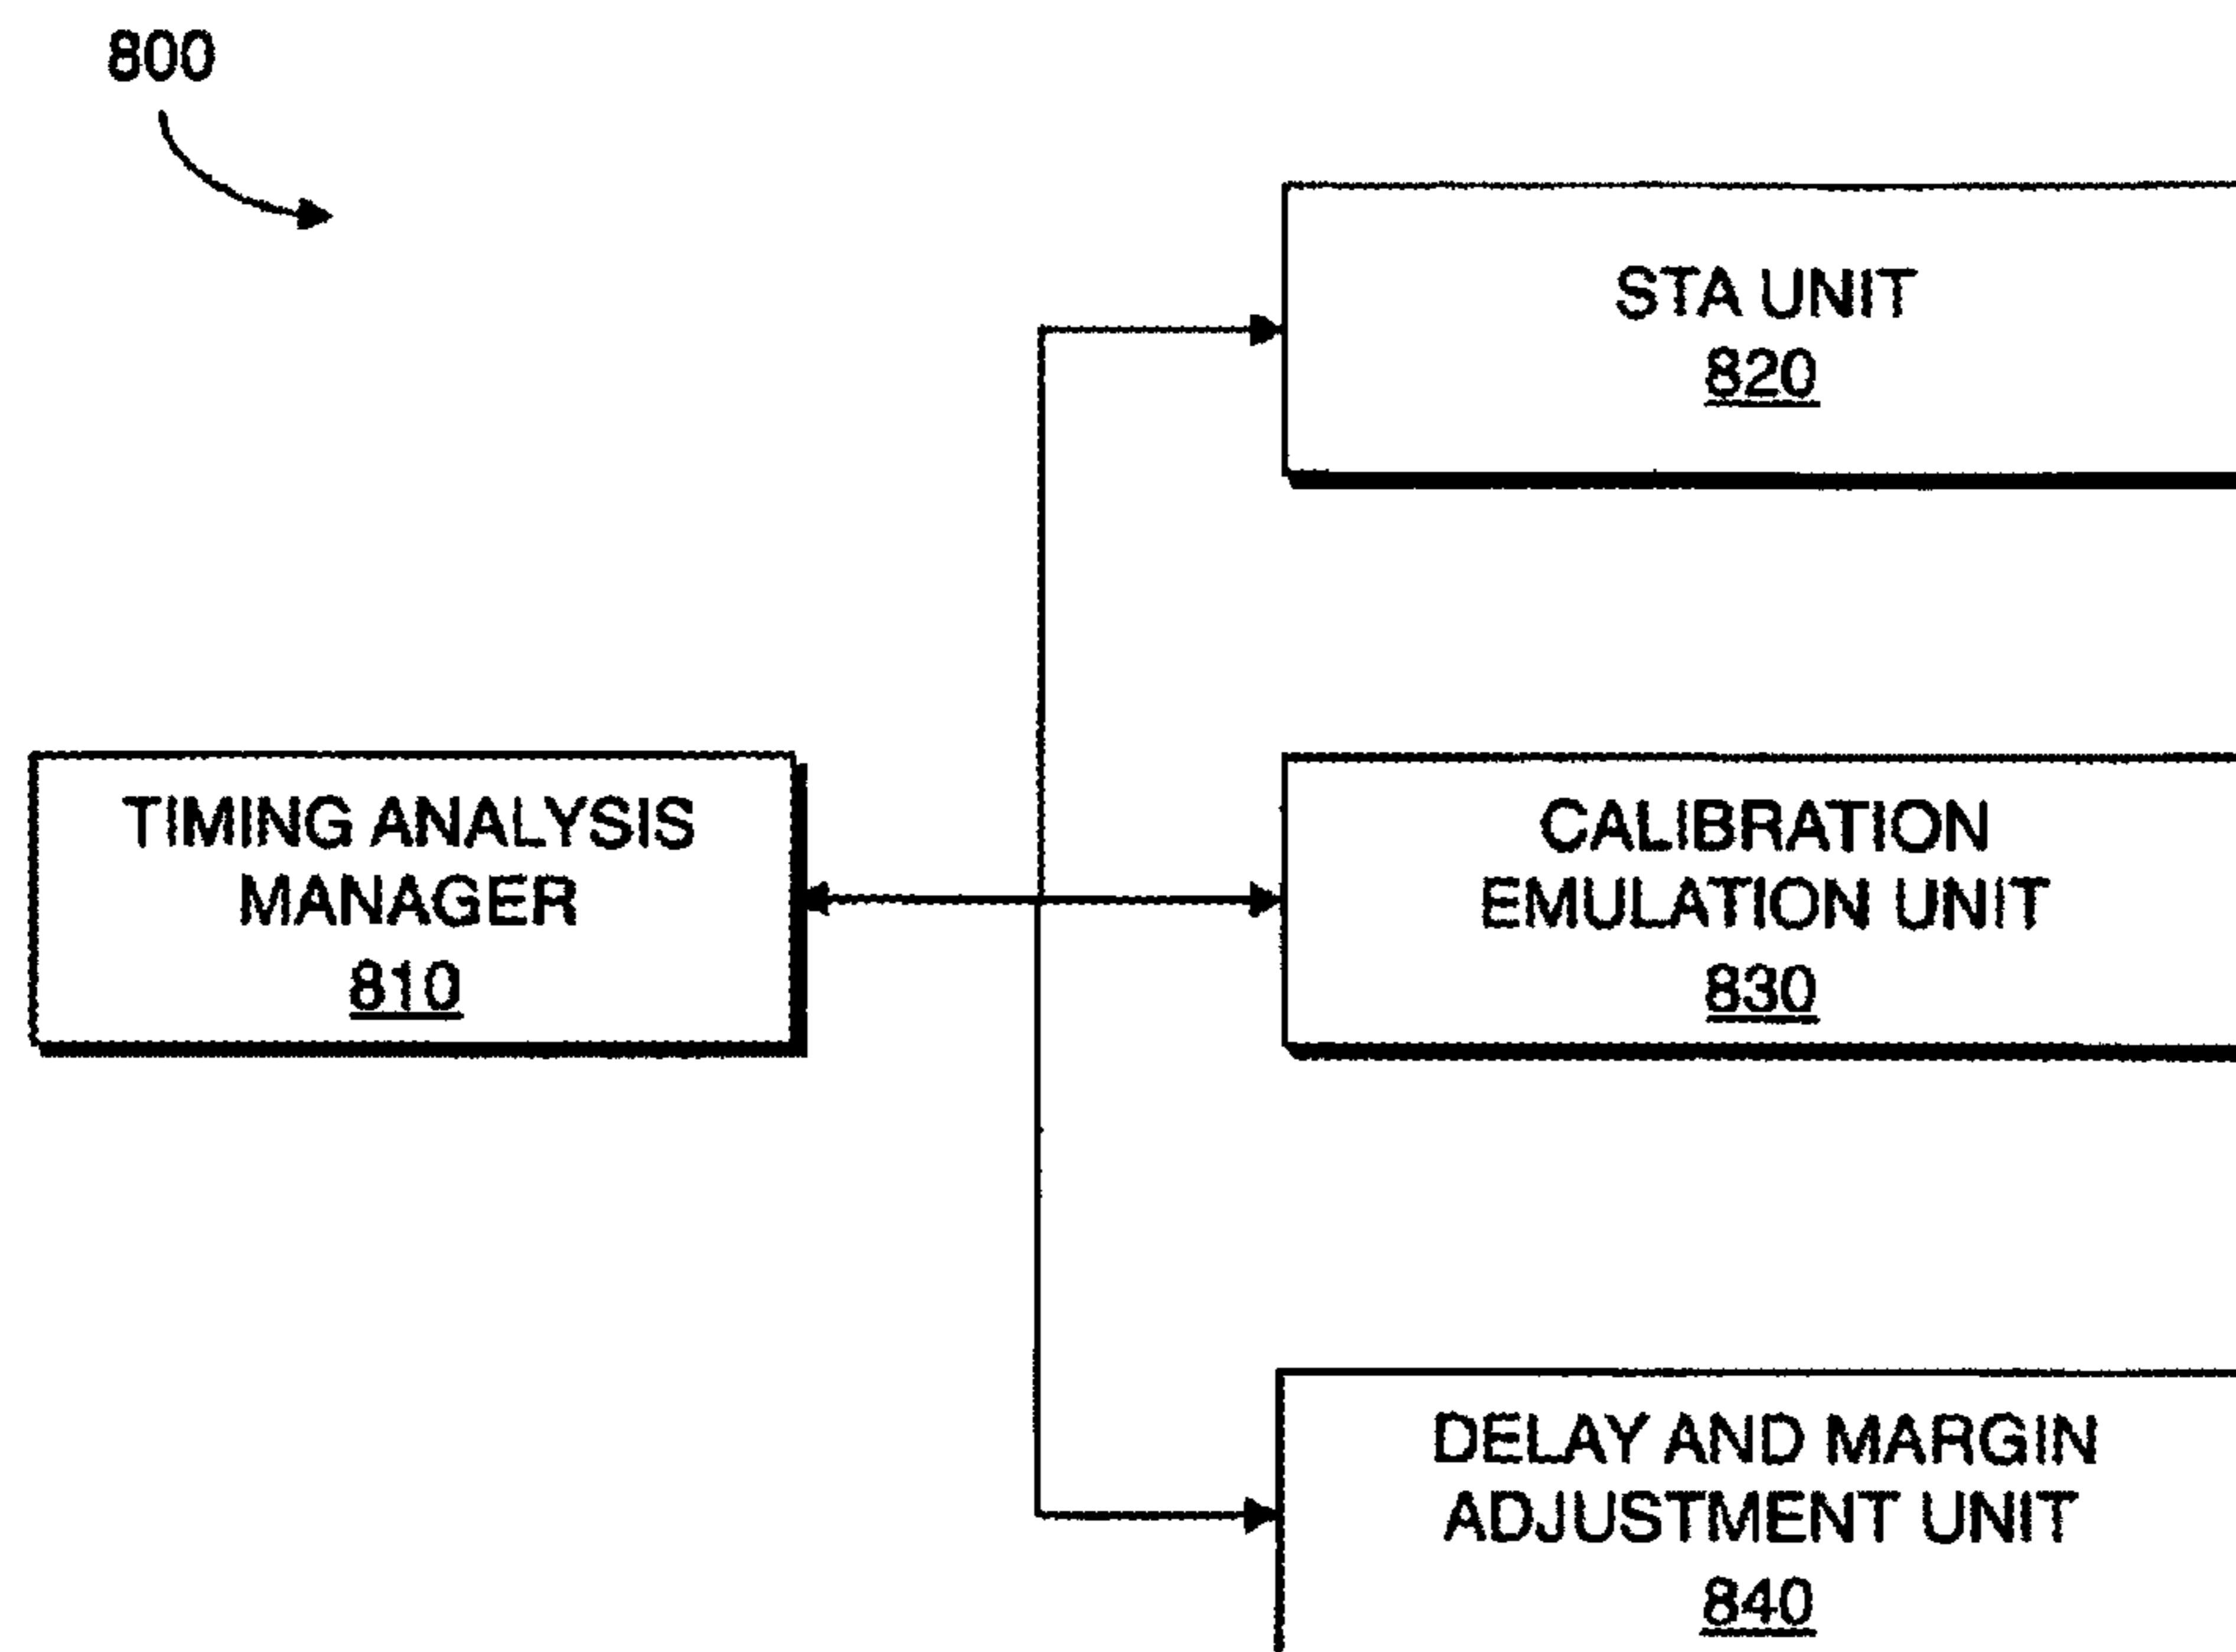 800
STA UNIT
820
TIMING ANALYSIS
MANAGER
810
CALIBRATION
EMULATION UNIT
830
DELAY AND MARGIN
ADJUSTMENT UNIT
840